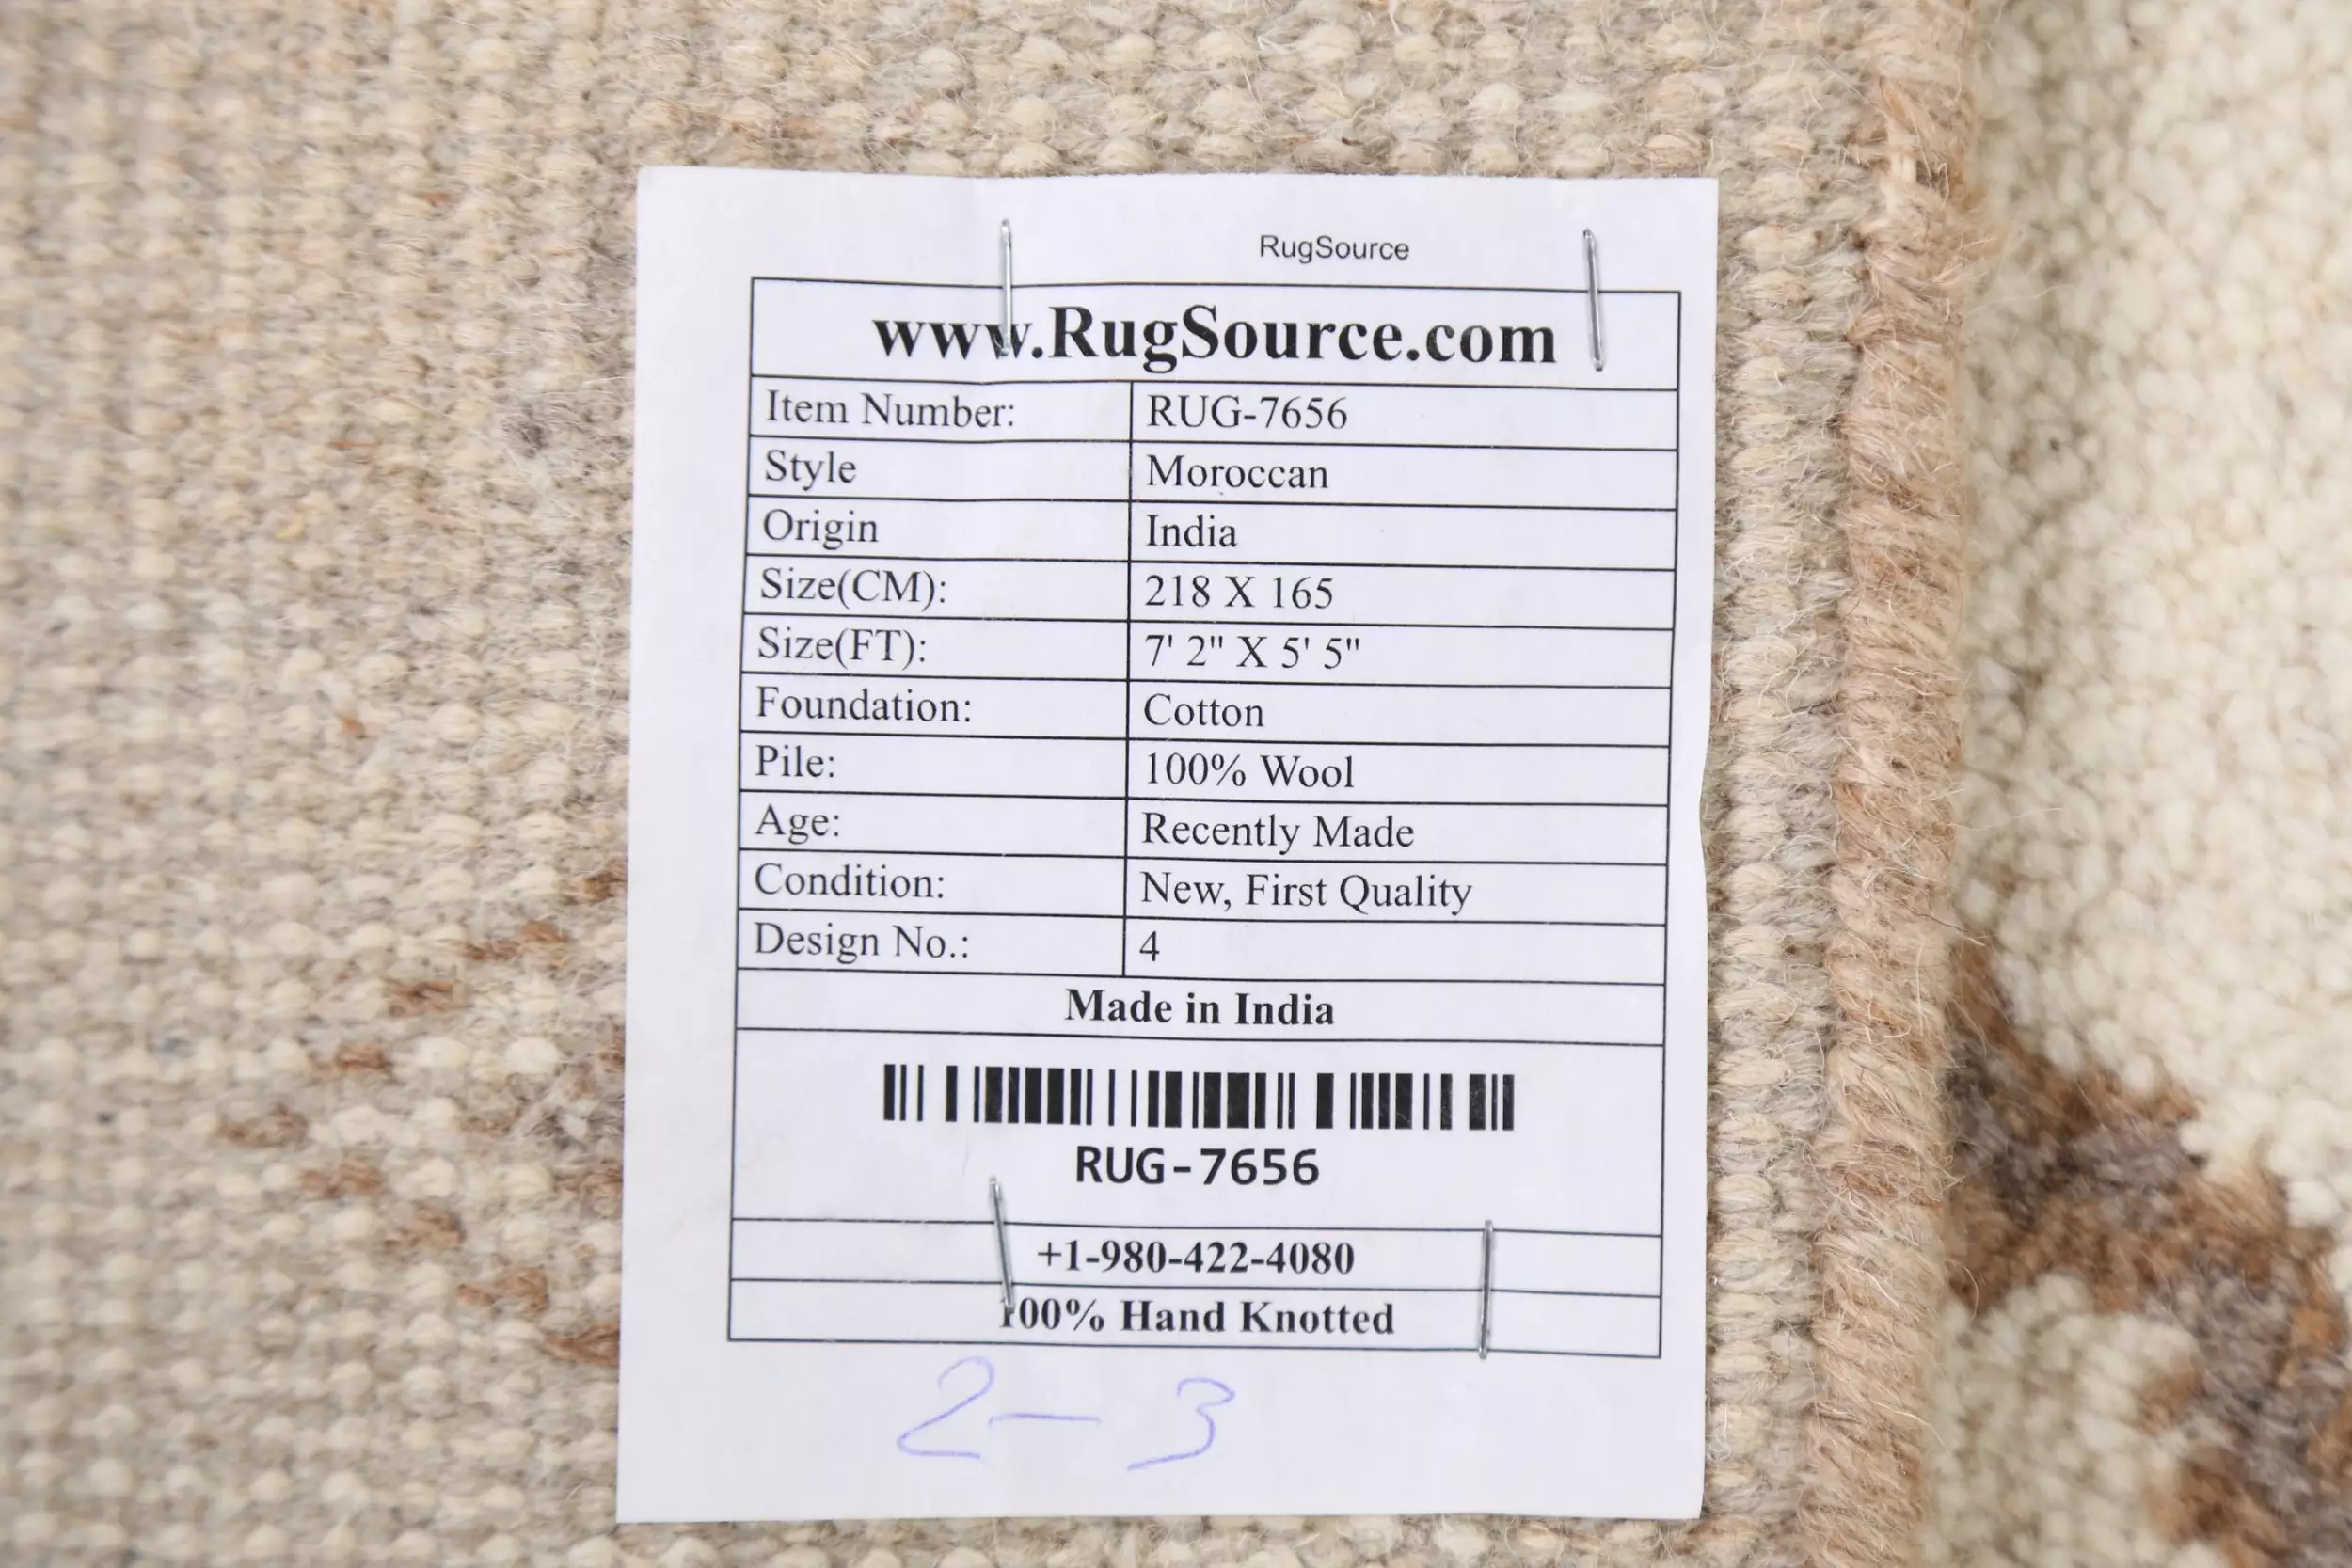 RugSource
www.RugSource.com
Item Number: RUG-7656
Style Moroccan
Origin India
Size(CM): 218 X 165
Size(FT): 7' 2" X 5' 5"
Foundation: Cotton
Pile: 100% Wool
Age: Recently Made
Condition: New, First Quality
Design No.: 4
Made in India
RUG-7656
+1-980-422-4080
100% Hand Knotted
2-3